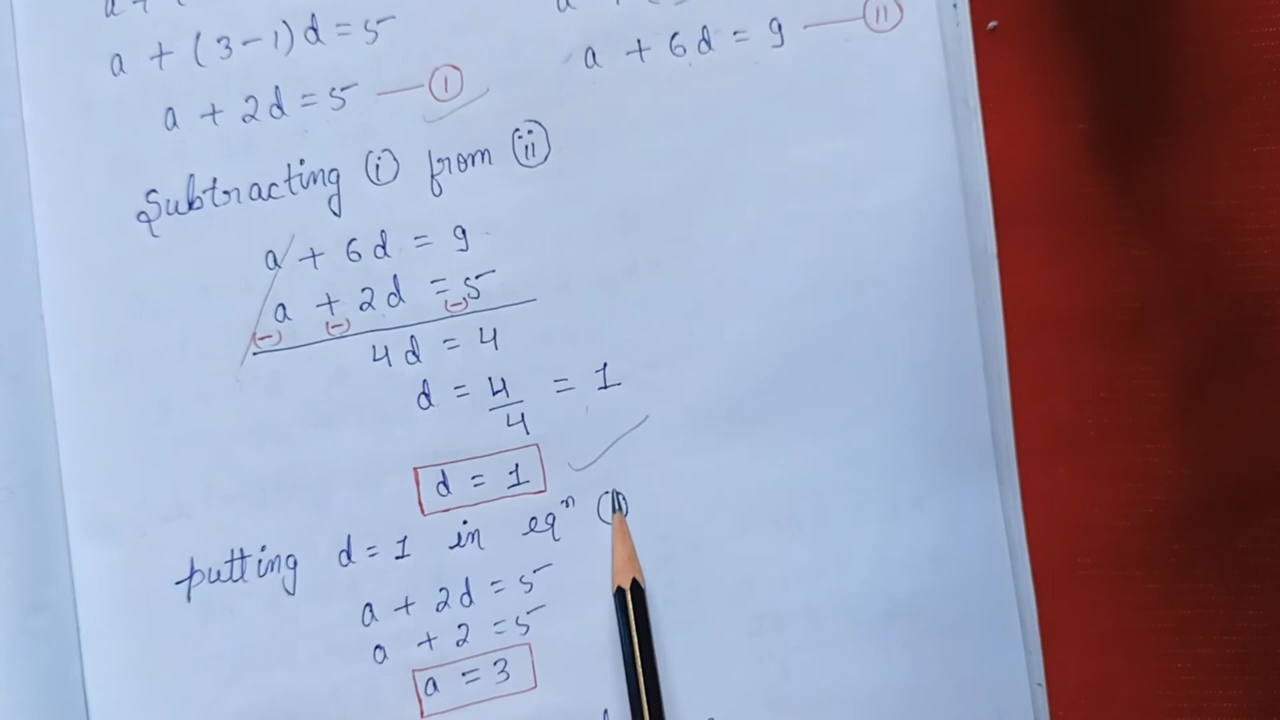 a + (3-1)d = 5
a + 2d = 5 — (I)
a + 6d = 9 — (II)
Subtracting (i) from (ii)
a + 6d = 9
a + 2d = 5
(-) (-) (-)
4d = 4
d = 4/4 = 1
d = 1
putting d = 1 in eqⁿ
a + 2d = 5
a + 2 = 5
a = 3